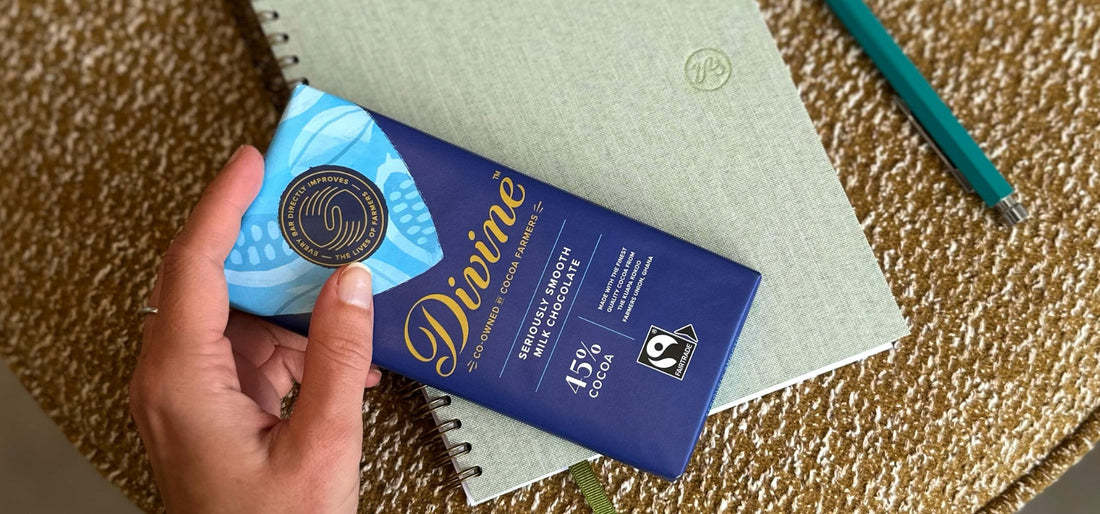 EVERY BAR DIRECTLY IMPROVES
THE LIVES OF FARMERS
Divine™
CO-OWNED BY COCOA FARMERS
SERIOUSLY SMOOTH
MILK CHOCOLATE
45%
COCOA
MADE WITH THE FINEST
QUALITY COCOA FROM
THE KUAPA KOKOO
FARMERS UNION, GHANA
FAIRTRADE